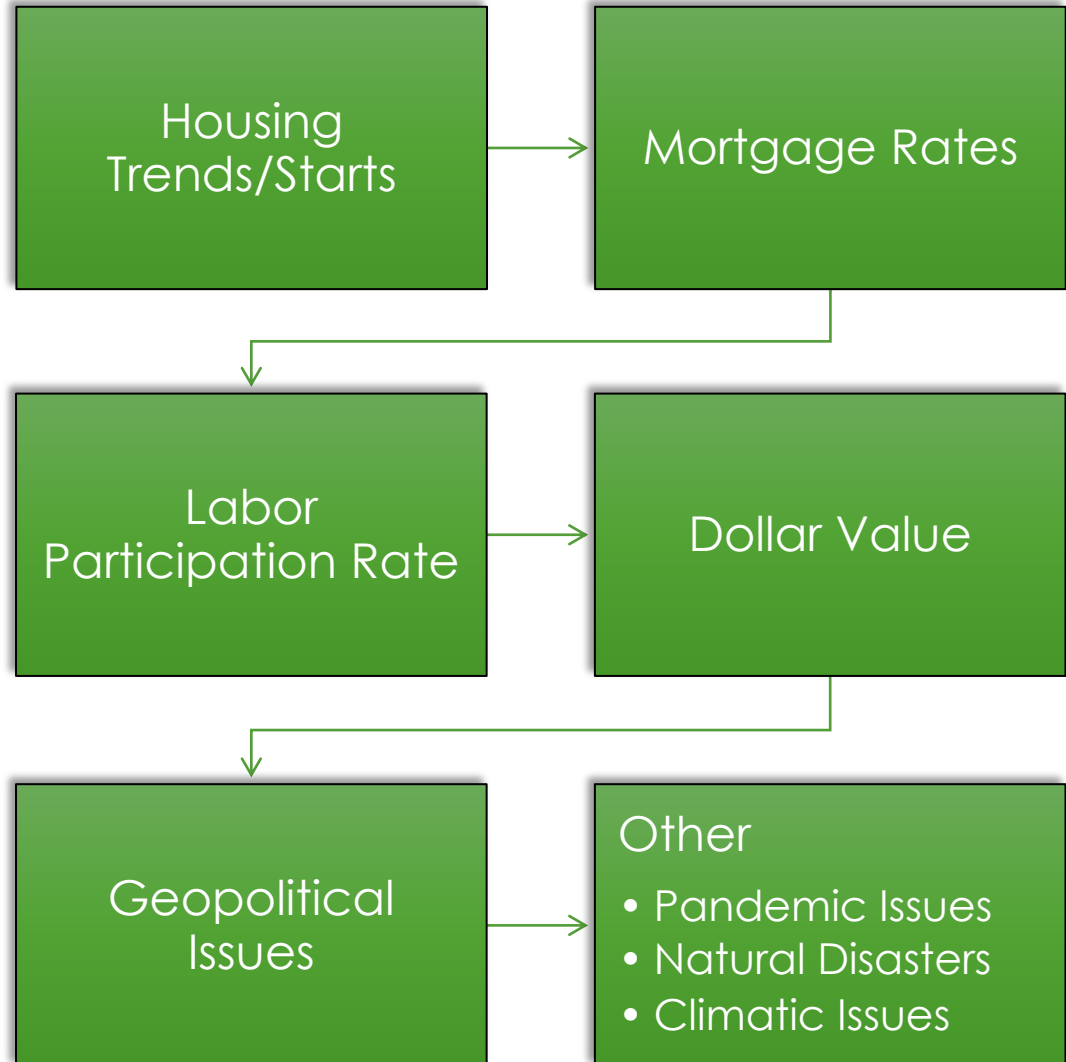 Housing
Trends/Starts
Mortgage Rates
Labor
Participation Rate
Dollar Value
Geopolitical
Issues
Other
• Pandemic Issues
• Natural Disasters
• Climatic Issues